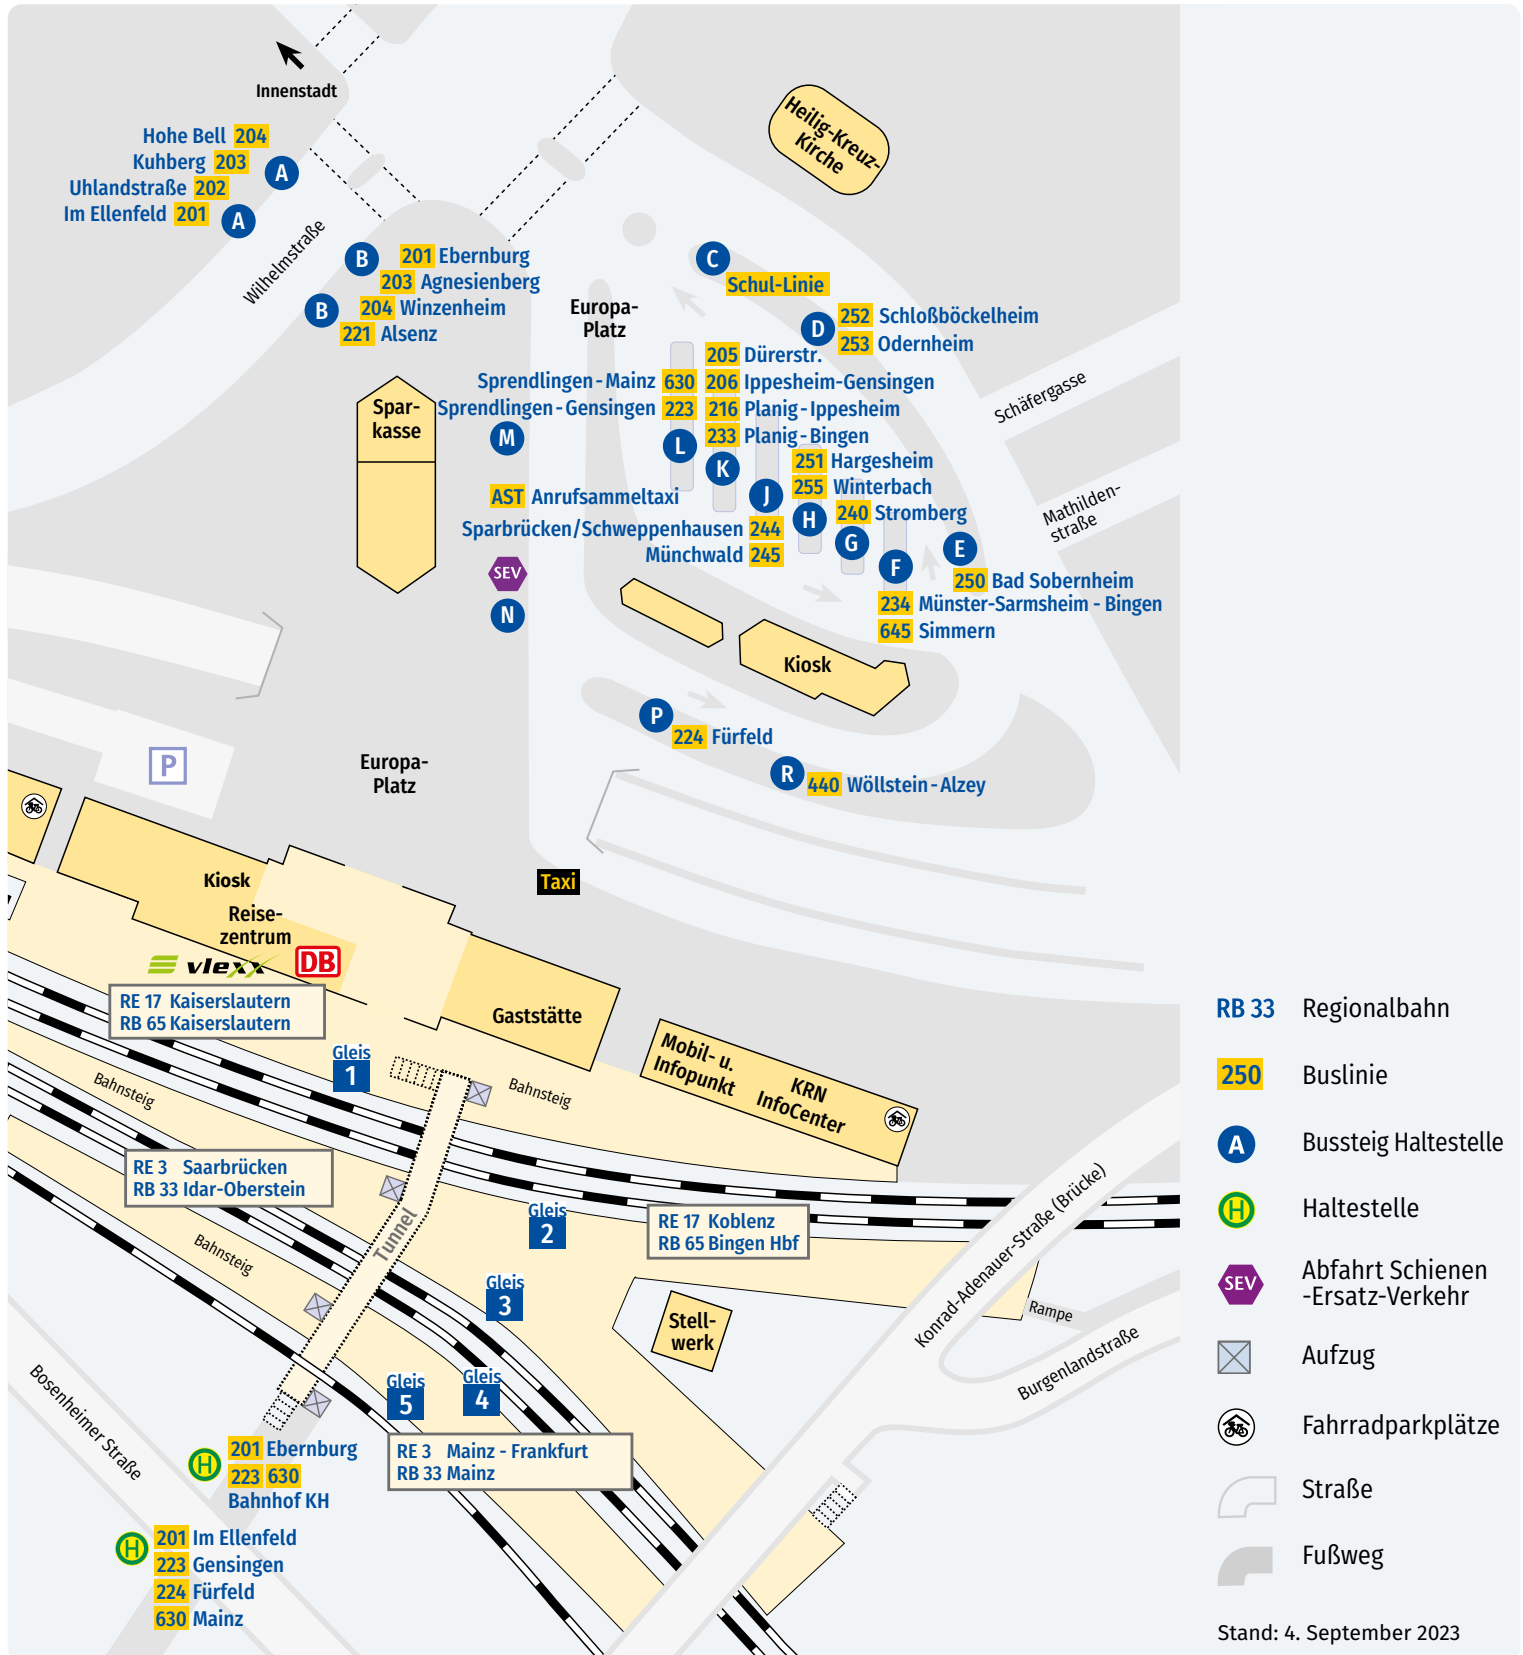 Innenstadt
Hohe Bell 204
Kuhberg 203
Uhlandstraße 202
Im Ellenfeld 201
A
A
Wilhelmstraße
Heilig-Kreuz-
Kirche
B
201 Ebernburg
203 Agnesienberg
B
204 Winzenheim
221 Alsenz
Europa-
Platz
C
Schul-Linie
D
252 Schloßböckelheim
253 Odernheim
205 Dürerstr.
Sprendlingen-Mainz 630
206 Ippesheim-Gensingen
Sprendlingen-Gensingen 223
216 Planig-Ippesheim
233 Planig-Bingen
Spar-
kasse
M
L
K
J
H
G
F
E
251 Hargesheim
255 Winterbach
240 Stromberg
AST Anrufsammeltaxi
Sparbrücken/Schweppenhausen 244
Münchwald 245
250 Bad Sobernheim
234 Münster-Sarmsheim - Bingen
645 Simmern
Schäfergasse
Mathilden-
straße
SEV
N
Kiosk
P
224 Fürfeld
R
440 Wöllstein-Alzey
P
Europa-
Platz
Taxi
Kiosk
Reise-
zentrum
vlexx
DB
RE 17 Kaiserslautern
RB 65 Kaiserslautern
Gaststätte
Mobil- u.
Infopunkt
KRN
InfoCenter
Gleis
1
Bahnsteig
Bahnsteig
RE 3 Saarbrücken
RB 33 Idar-Oberstein
Tunnel
Gleis
2
RE 17 Koblenz
RB 65 Bingen Hbf
Bahnsteig
Gleis
3
Stell-
werk
Gleis
4
Gleis
5
Konrad-Adenauer-Straße (Brücke)
Rampe
Burgenlandstraße
Bosenheimer Straße
RE 3 Mainz - Frankfurt
RB 33 Mainz
H
201 Ebernburg
223 630
Bahnhof KH
H
201 Im Ellenfeld
223 Gensingen
224 Fürfeld
630 Mainz
RB 33 Regionalbahn
250 Buslinie
A Bussteig Haltestelle
H Haltestelle
SEV Abfahrt Schienen
-Ersatz-Verkehr
Aufzug
Fahrradparkplätze
Straße
Fußweg
Stand: 4. September 2023